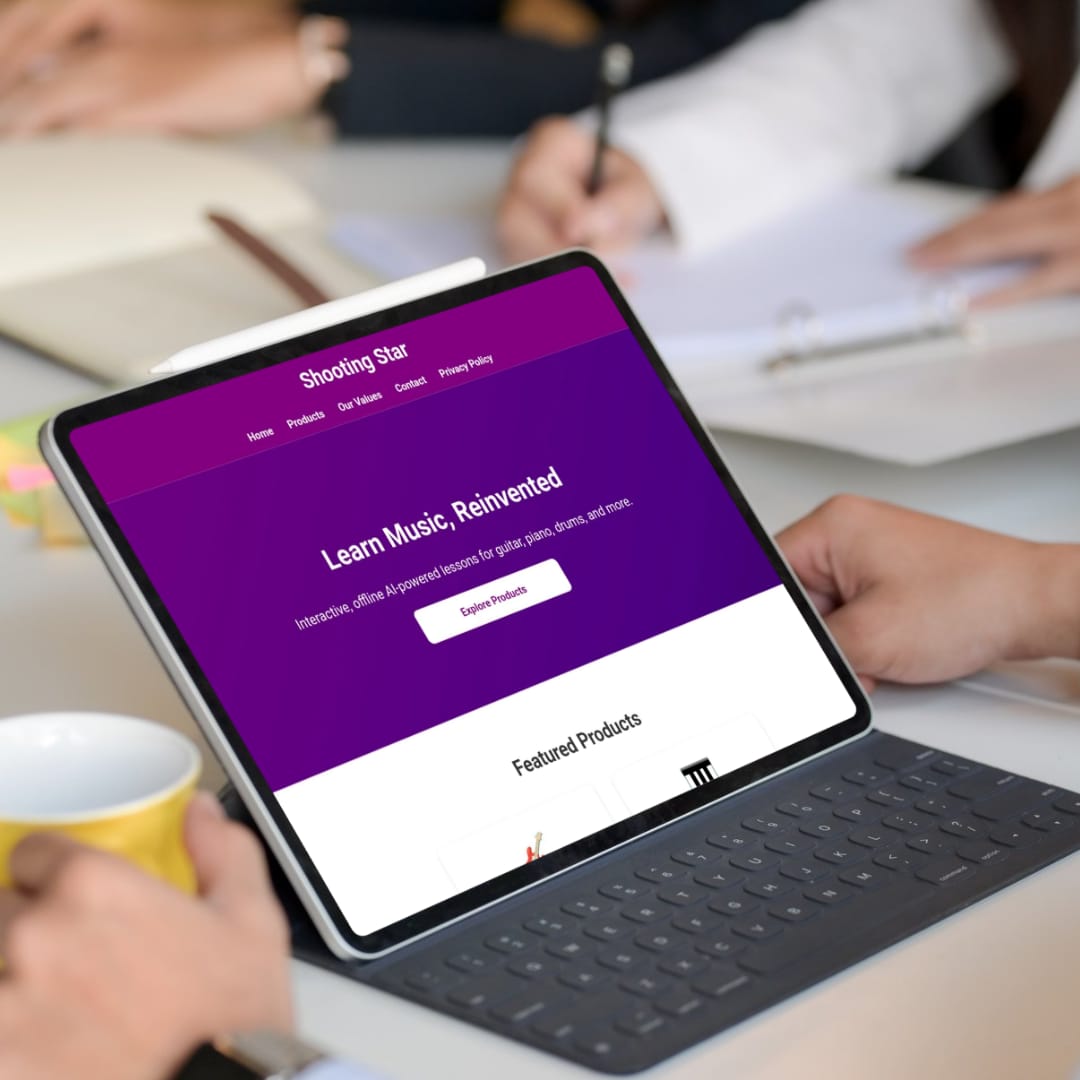 Shooting Star
Home Products Our Values Contact Privacy Policy
Learn Music, Reinvented
Interactive, offline AI-powered lessons for guitar, piano, drums, and more.
Explore Products
Featured Products